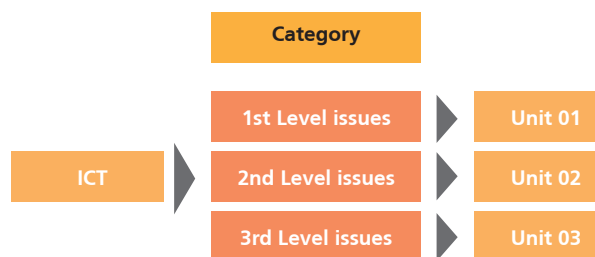 Category
1st Level issues
Unit 01
ICT
2nd Level issues
Unit 02
3rd Level issues
Unit 03